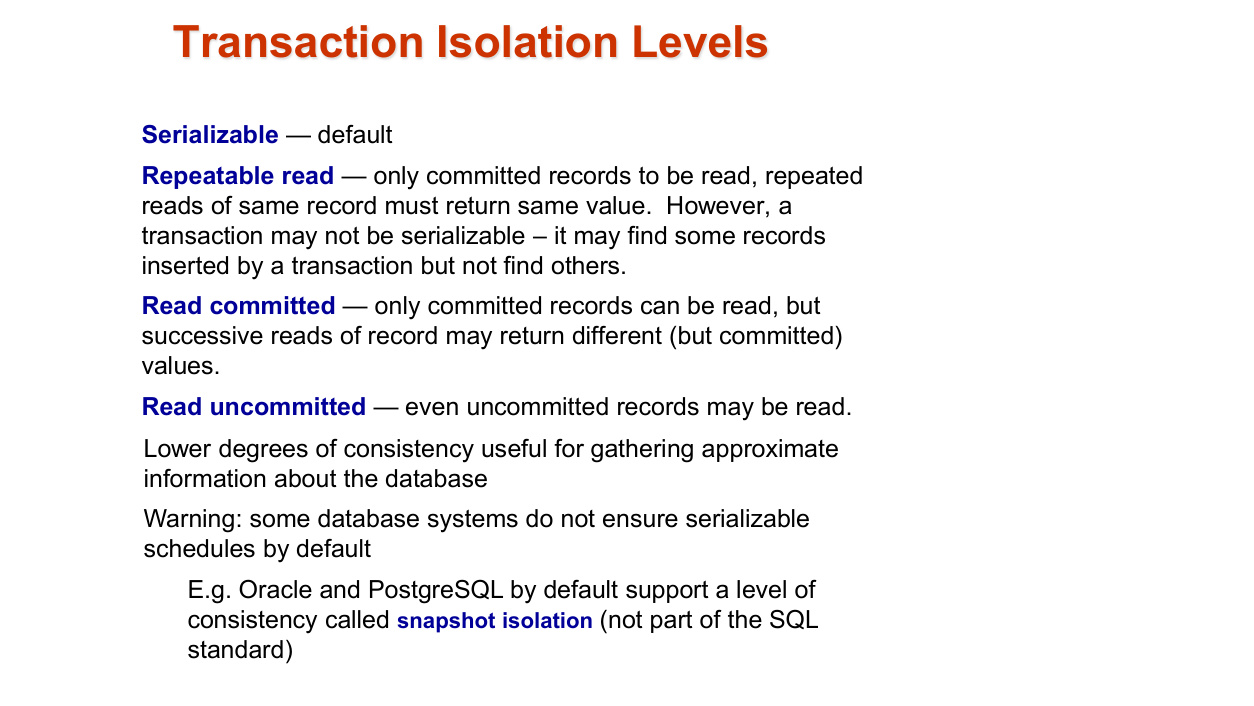 Transaction Isolation Levels
Serializable — default
Repeatable read — only committed records to be read, repeated
reads of same record must return same value.  However, a
transaction may not be serializable – it may find some records
inserted by a transaction but not find others.
Read committed — only committed records can be read, but
successive reads of record may return different (but committed)
values.
Read uncommitted — even uncommitted records may be read.
Lower degrees of consistency useful for gathering approximate
information about the database
Warning: some database systems do not ensure serializable
schedules by default
E.g. Oracle and PostgreSQL by default support a level of
consistency called snapshot isolation (not part of the SQL
standard)